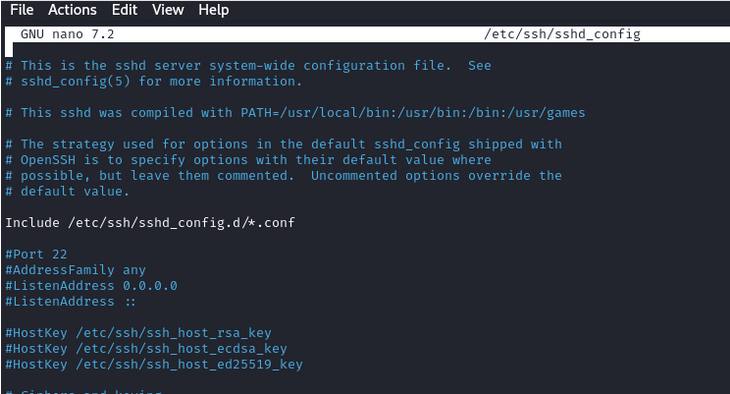 File Actions Edit View Help
GNU nano 7.2 /etc/ssh/sshd_config
# This is the sshd server system-wide configuration file.  See
# sshd_config(5) for more information.
# This sshd was compiled with PATH=/usr/local/bin:/usr/bin:/bin:/usr/games
# The strategy used for options in the default sshd_config shipped with
# OpenSSH is to specify options with their default value where
# possible, but leave them commented.  Uncommented options override the
# default value.
Include /etc/ssh/sshd_config.d/*.conf
#Port 22
#AddressFamily any
#ListenAddress 0.0.0.0
#ListenAddress ::
#HostKey /etc/ssh/ssh_host_rsa_key
#HostKey /etc/ssh/ssh_host_ecdsa_key
#HostKey /etc/ssh/ssh_host_ed25519_key